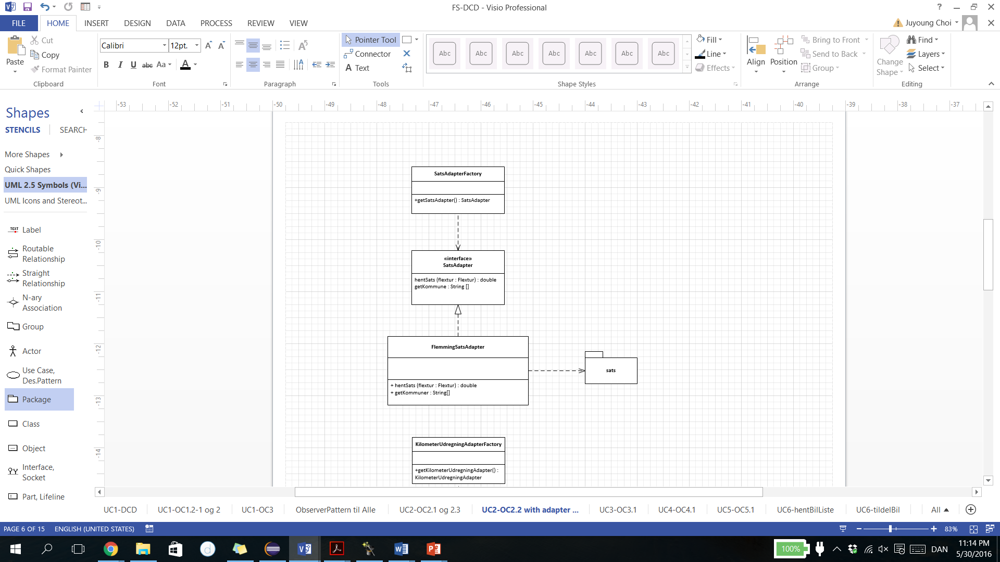 FS-DCD - Visio Professional
?
FILE
HOME
INSERT
DESIGN
DATA
PROCESS
REVIEW
VIEW
Juyoung Choi
Paste
Cut
Copy
Format Painter
Clipboard
Calibri
12pt.
A A
B I U abc Aa A
Font
A
Paragraph
Pointer Tool
Connector
A Text
Tools
Abc Abc Abc Abc Abc Abc Abc
Shape Styles
Fill
Line
Effects
Align
Position
Bring to Front
Send to Back
Group
Arrange
Change
Shape
Find
Layers
Select
Editing
Shapes
STENCILS
SEARCH
More Shapes
Quick Shapes
UML 2.5 Symbols (Vi...
UML Icons and Stereot...
TEXT
Label
Routable
Relationship
Straight
Relationship
N-ary
Association
Group
Actor
Use Case,
Des.Pattern
Package
Class
Object
Interface,
Socket
Part, Lifeline
-53 -52 -51 -50 -49 -48 -47 -46 -45 -44 -43 -42 -41 -40 -39 -38 -37
-8
-9
-10
-11
-12
-13
-14
SatsAdapterFactory
+getSatsAdapter() : SatsAdapter
«interface»
SatsAdapter
hentSats (flextur : Flextur) : double
getKommune : String []
FlemmingSatsAdapter
+ hentSats (flextur : Flextur) : double
+ getKommuner : String[]
sats
KilometerUdregningAdapterFactory
+getKilometerUdregningAdapter() :
KilometerUdregningAdapter
UC1-DCD
UC1-OC1.2-1 og 2
UC1-OC3
ObserverPattern til Alle
UC2-OC2.1 og 2.3
UC2-OC2.2 with adapter ...
UC3-OC3.1
UC4-OC4.1
UC5-OC5.1
UC6-hentBilListe
UC6-tildelBil
All
PAGE 6 OF 15
ENGLISH (UNITED STATES)
83%
100%
DAN
11:14 PM
5/30/2016